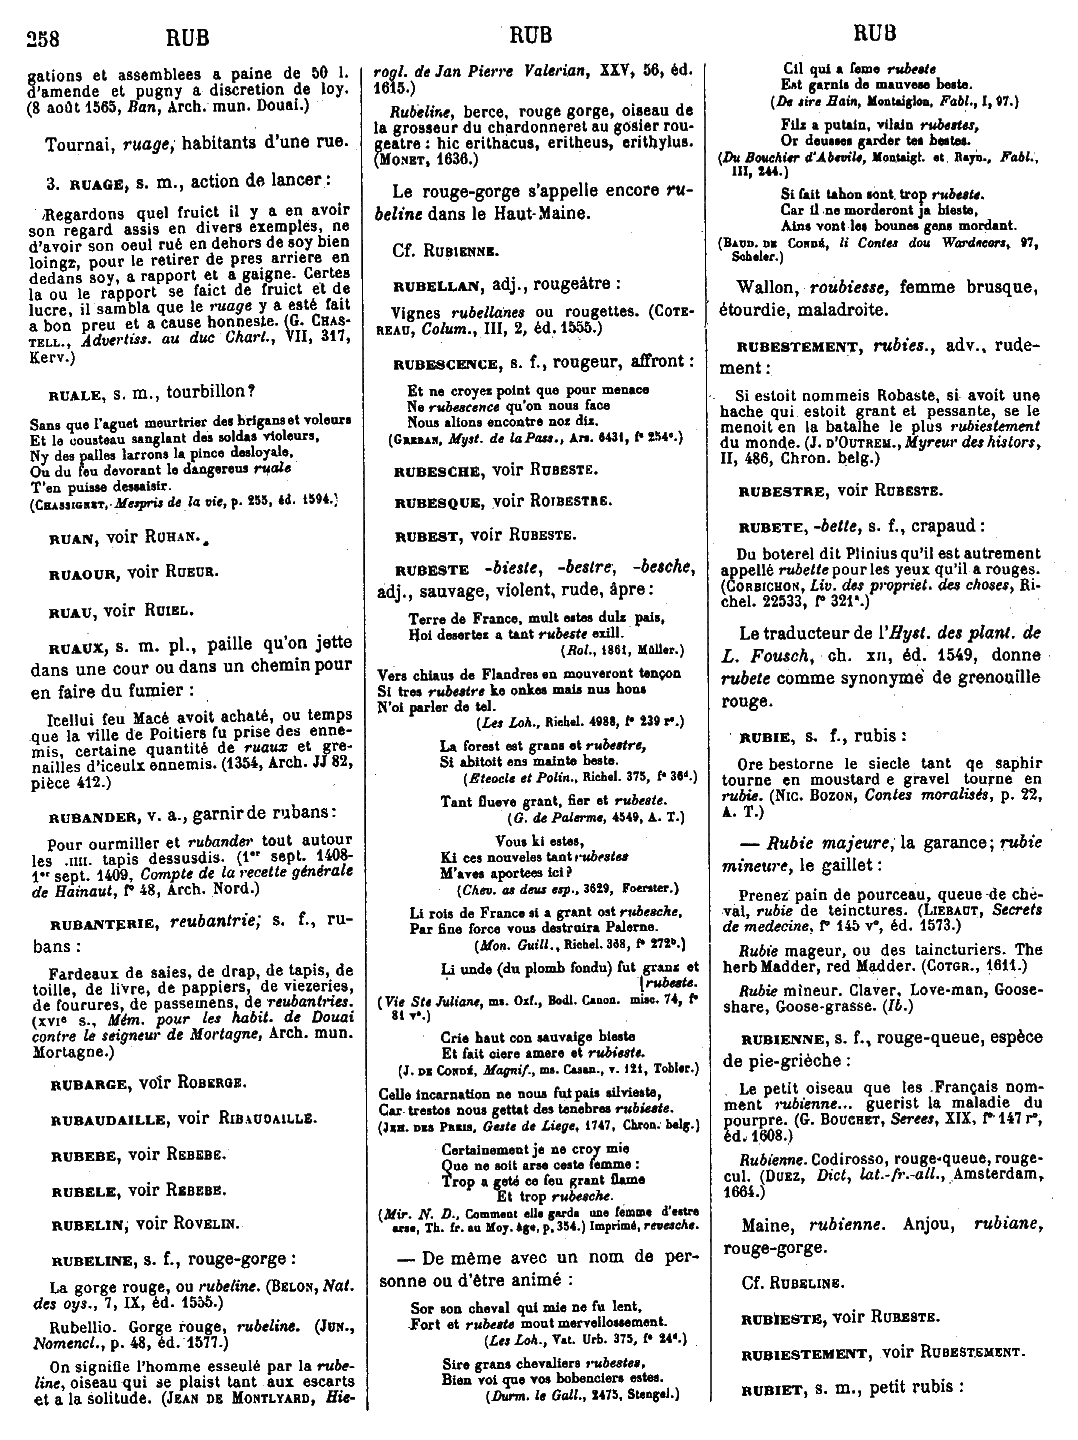 258 RUB RUB RUB
gations et assemblees a paine de 50 l.
d'amende et pugny a discretion de loy.
(8 août 1565, Ban, Arch. mun. Douai.)
Tournai, ruage, habitants d'une rue.
3. RUAGE, s. m., action de lancer :
Regardons quel fruict il y a en avoir
son regard assis en divers exemples, ne
d'avoir son oeul rué en dehors de soy bien
loingz, pour le retirer de pres arriere en
dedans soy, a rapport et a gaigne. Certes
la ou le rapport se faict de fruict et de
lucre, il sambla que le ruage y a esté fait
a bon preu et a cause honneste. (G. CHAS-
TELL., Advertiss. au duc Charl., VII, 317,
Kerv.)
RUALE, s. m., tourbillon?
Sans que l'aguet meurtrier des brigans et voleurs
Et le cousteau sanglant des soldas violeurs,
Ny des palles larrons la pince desloyale,
Ou du feu devorant le dangereus ruale
T'en puisse dessaisir.
(CHASSIGNET, Mespris de la vie, p. 255, éd. 1594.)
RUAN, voir ROHAN.
RUAOUR, voir RUEUR.
RUAU, voir RUIEL.
RUAUX, s. m. pl., paille qu'on jette
dans une cour ou dans un chemin pour
en faire du fumier :
Icellui feu Macé avoit achaté, ou temps
que la ville de Poitiers fu prise des enne-
mis, certaine quantité de ruaux et gre-
nailles d'iceulx ennemis. (1354, Arch. JJ 82,
pièce 412.)
RUBANDER, v. a., garnir de rubans :
Pour ourmiller et rubander tout autour
les .IIII. tapis dessusdis. (1er sept. 1408-
1er sept. 1409, Compte de la recette générale
de Hainaut, f° 48, Arch. Nord.)
RUBANTERIE, reubantrie, s. f., ru-
bans :
Fardeaux de saies, de drap, de tapis, de
toille, de livre, de pappiers, de viezeries,
de fourures, de passemens, de reubantries.
(XVIe s., Mém. pour les habit. de Douai
contre le seigneur de Mortagne, Arch. mun.
Mortagne.)
RUBARGE, voir ROBERGE.
RUBAUDAILLE, voir RIBAUDAILLE.
RUBEBE, voir REBEBE.
RUBELE, voir REBEBE.
RUBELIN, voir ROVELIN.
RUBELINE, s. f., rouge-gorge :
La gorge rouge, ou rubeline. (BELON, Nat.
des oys., 7, IX, éd. 1555.)
Rubellio. Gorge rouge, rubeline. (JUN.,
Nomencl., p. 48, éd. 1577.)
On signifie l'homme esseulé par la rube-
line, oiseau qui se plaist tant aux escarts
et a la solitude. (JEAN DE MONTLYARD, Hie-
rogl. de Jan Pierre Valerian, XXV, 56, éd.
1615.)
Rubeline, berce, rouge gorge, oiseau de
la grosseur du chardonneret au gosier rou-
geatre : hic erithacus, eritheus, erithylus.
(MONET, 1636.)
Le rouge-gorge s'appelle encore ru-
beline dans le Haut-Maine.
Cf. RUBIENNE.
RUBELLAN, adj., rougeâtre :
Vignes rubellanes ou rougettes. (COTE-
REAU, Colum., III, 2, éd. 1555.)
RUBESCENCE, s. f., rougeur, affront :
Et ne croyez point que pour menace
Ne rubescence qu'on nous face
Nous alions encontre noz diz.
(GREBAN, Myst. de la Pass., Ars. 6431, f° 254c.)
RUBESCHE, voir RUBESTE.
RUBESQUE, voir ROIBESTRE.
RUBEST, voir RUBESTE.
RUBESTE -bieste, -bestre, -besche,
adj., sauvage, violent, rude, âpre :
Terre de France, mult estes dulz pais,
Hoi desertez a tant rubeste exill.
(Rol., 1861, Müller.)
Vers chiaus de Flandres en mouveront tençon
Si tres rubestre ke onkes mais nus hons
N'oi parler de tel.
(Les Loh., Richel. 4988, f° 239 r°.)
La forest est grans et rubestre,
Si abitoit ens mainte beste.
(Eteocle et Polin., Richel. 375, f° 36d.)
Tant flueve grant, fier et rubeste.
(G. de Palerme, 4549, A. T.)
Vous ki estes,
Ki ces nouveles tant rubestes
M'aves aportees ici?
(Chev. as deus esp., 3629, Foerster.)
Li rois de France si a grant ost rubesche,
Par fine force vous destruira Palerne.
(Mon. Guill., Richel. 368, f° 272b.)
Li unde (du plomb fondu) fut granz et
[rubeste.
(Vie Ste Juliane, ms. Oxf., Bodl. Canon. misc. 74, f°
81 v°.)
Crie haut con sauvaige bieste
Et fait ciere amere et rubieste.
(J. DE CONDÉ, Magnif., ms. Casan., v. 121, Tobler.)
Celle incarnation ne nous fut pais silvieste,
Car trestos nous gettat des tenebres rubieste.
(JEH. DES PREIS, Geste de Liege, 1747, Chron. belg.)
Certainement je ne croy mie
Que ne soit arse ceste femme :
Trop a geté ce feu grant flame
Et trop rubesche.
(Mir. N. D., Comment elle garda une femme d'estre
arse, Th. fr. au Moy. âge, p. 354.) Imprimé, revesche.
— De même avec un nom de per-
sonne ou d'être animé :
Sor son cheval qui mie ne fu lent,
Fort et rubeste mout mervellossement.
(Les Loh., Vat. Urb. 375, f° 24d.)
Sire grans chevaliers rubestes,
Bien voi que vos bobenciers estes.
(Durm. le Gall., 2475, Stengel.)
Cil qui a feme rubeste
Est garnis de mauvese beste.
(De sire Hain, Montaiglon, Fabl., I, 97.)
Filz a putain, vilain rubestes,
Or deusses garder tes bestes.
(Du Bouchier d'Abevile, Montaigl. et Rayn., Fabl.,
III, 244.)
Si fait tahon sont trop rubeste.
Car il ne morderont ja bieste,
Ains vont les bounes gens mordant.
(BAUD. DE CONDÉ, li Contes dou Wardecors, 97,
Scheler.)
Wallon, roubiesse, femme brusque,
étourdie, maladroite.
RUBESTEMENT, rubies., adv., rude-
ment :
Si estoit nommeis Robaste, si avoit une
hache qui estoit grant et pessante, se le
menoit en la batalhe le plus rubiestement
du monde. (J. D'OUTREM., Myreur des histors,
II, 486, Chron. belg.)
RUBESTRE, voir RUBESTE.
RUBETE, -bette, s. f., crapaud :
Du boterel dit Plinius qu'il est autrement
appellé rubette pour les yeux qu'il a rouges.
(CORBICHON, Liv. des propriet. des choses, Ri-
chel. 22533, f° 321a.)
Le traducteur de l'Hyst. des plant. de
L. Fousch, ch. XII, éd. 1549, donne
rubete comme synonyme de grenouille
rouge.
RUBIE, s. f., rubis :
Ore bestorne le siecle tant qe saphir
tourne en moustard e gravel tourne en
rubie. (NIC. BOZON, Contes moralisés, p. 22,
A. T.)
— Rubie majeure, la garance; rubie
mineure, le gaillet :
Prenez pain de pourceau, queue de che-
val, rubie de teinctures. (LIEBAUT, Secrets
de medecine, f° 145 v°, éd. 1573.)
Rubie mageur, ou des taincturiers. The
herb Madder, red Madder. (COTGR., 1611.)
Rubie mineur. Claver, Love-man, Goose-
share, Goose-grasse. (Ib.)
RUBIENNE, s. f., rouge-queue, espèce
de pie-grièche :
Le petit oiseau que les Français nom-
ment rubienne... guerist la maladie du
pourpre. (G. BOUCHET, Serees, XIX, f° 147 r°,
éd. 1608.)
Rubienne. Codirosso, rouge-queue, rouge-
cul. (DUEZ, Dict, lat.-fr.-all., Amsterdam,
1664.)
Maine, rubienne. Anjou, rubiane,
rouge-gorge.
Cf. RUBELINE.
RUBIESTE, voir RUBESTE.
RUBIESTEMENT, voir RUBESTEMENT.
RUBIET, s. m., petit rubis :